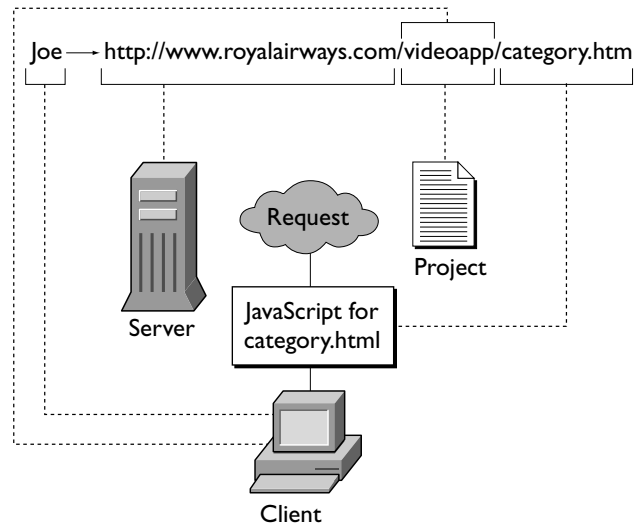 Joe http://www.royalairways.com/videoapp/category.htm
Request
Project
Server
JavaScript for
category.html
Client